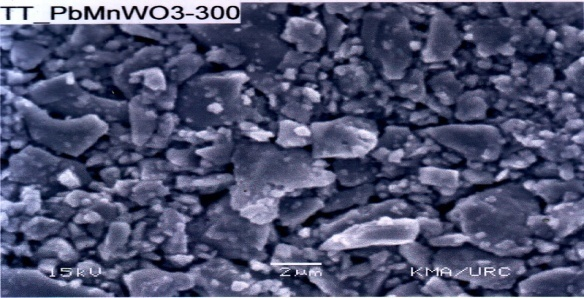 TT_PbMnWO3-300
15kV 2μm KMA/URC